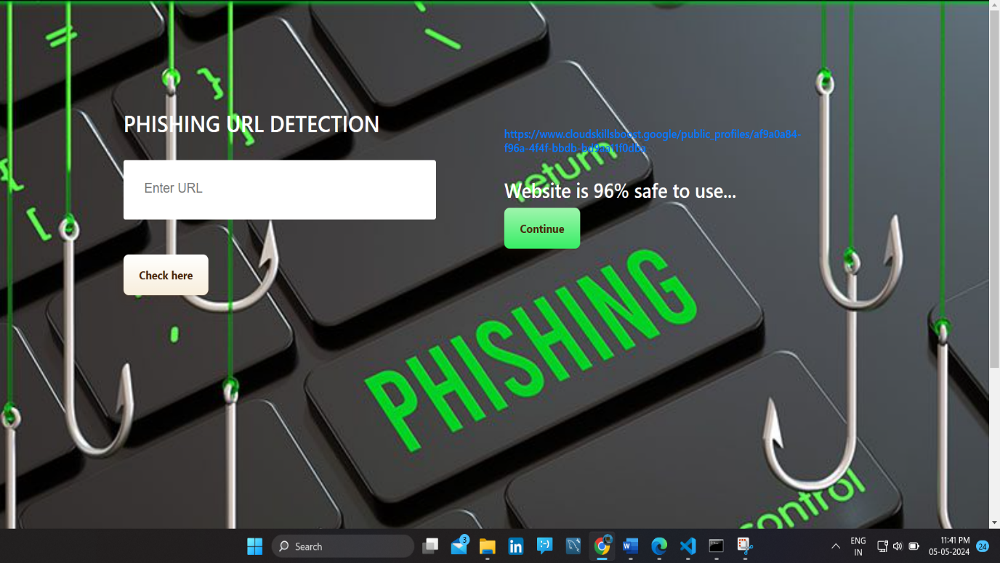 PHISHING URL DETECTION
Enter URL
Check here
https://www.cloudskillsboost.google/public_profiles/af9a0a84-
f96a-4f4f-bbdb-bd9aa11f0dba
Website is 96% safe to use...
Continue
return
PHISHING
control
Search
3
ENG
IN
11:41 PM
05-05-2024
24